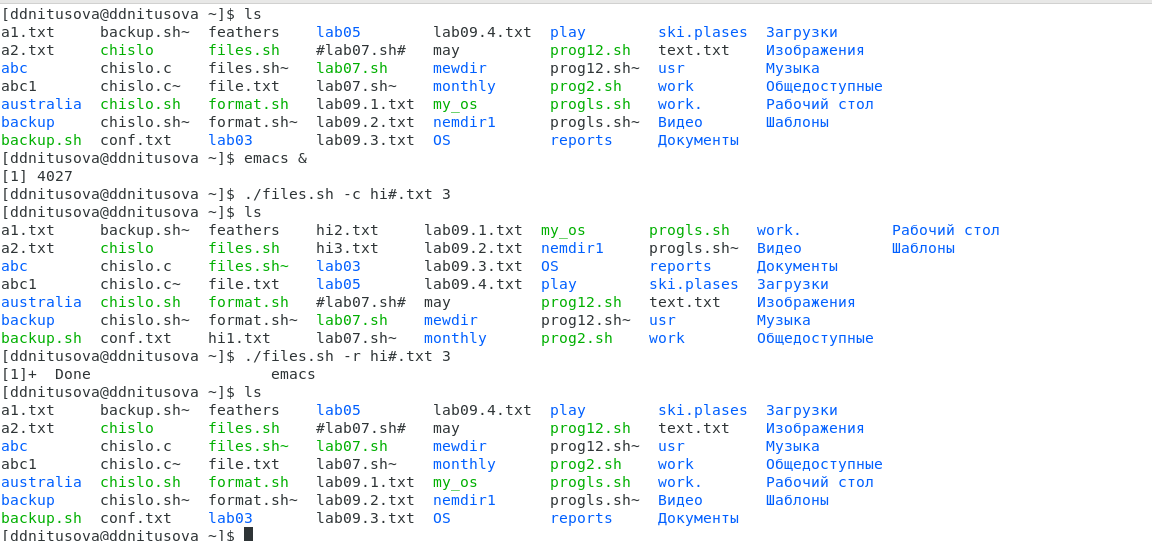 [ddnitusova@ddnitusova ~]$ ls
a1.txt     backup.sh~  feathers    lab05      lab09.4.txt  play       ski.plases  Загрузки
a2.txt     chislo      files.sh    #lab07.sh#  may          prog12.sh   text.txt    Изображения
abc        chislo.c    files.sh~   lab07.sh    mewdir       prog12.sh~  usr         Музыка
abc1       chislo.c~   file.txt    lab07.sh~   monthly      prog2.sh    work        Общедоступные
australia  chislo.sh   format.sh   lab09.1.txt  my_os        progls.sh   work.       Рабочий стол
backup     chislo.sh~  format.sh~  lab09.2.txt  nemdir1      progls.sh~  Видео       Шаблоны
backup.sh  conf.txt    lab03       lab09.3.txt  OS           reports     Документы
[ddnitusova@ddnitusova ~]$ emacs &
[1] 4027
[ddnitusova@ddnitusova ~]$ ./files.sh -c hi#.txt 3
[ddnitusova@ddnitusova ~]$ ls
a1.txt     backup.sh~  feathers    hi2.txt     lab09.1.txt  my_os       progls.sh   work.          Рабочий стол
a2.txt     chislo      files.sh    hi3.txt     lab09.2.txt  nemdir1     progls.sh~  Видео          Шаблоны
abc        chislo.c    files.sh~   lab03       lab09.3.txt  OS          reports     Документы
abc1       chislo.c~   file.txt    lab05       lab09.4.txt  play        ski.plases  Загрузки
australia  chislo.sh   format.sh   #lab07.sh#  may          prog12.sh   text.txt    Изображения
backup     chislo.sh~  format.sh~  lab07.sh    mewdir       prog12.sh~  usr         Музыка
backup.sh  conf.txt    hi1.txt     lab07.sh~   monthly      prog2.sh    work        Общедоступные
[ddnitusova@ddnitusova ~]$ ./files.sh -r hi#.txt 3
[1]+  Done                    emacs
[ddnitusova@ddnitusova ~]$ ls
a1.txt     backup.sh~  feathers    lab05       lab09.4.txt  play        ski.plases  Загрузки
a2.txt     chislo      files.sh    #lab07.sh#  may          prog12.sh   text.txt    Изображения
abc        chislo.c    files.sh~   lab07.sh    mewdir       prog12.sh~  usr         Музыка
abc1       chislo.c~   file.txt    lab07.sh~   monthly      prog2.sh    work        Общедоступные
australia  chislo.sh   format.sh   lab09.1.txt  my_os        progls.sh   work.       Рабочий стол
backup     chislo.sh~  format.sh~  lab09.2.txt  nemdir1      progls.sh~  Видео       Шаблоны
backup.sh  conf.txt    lab03       lab09.3.txt  OS           reports     Документы
[ddnitusova@ddnitusova ~]$